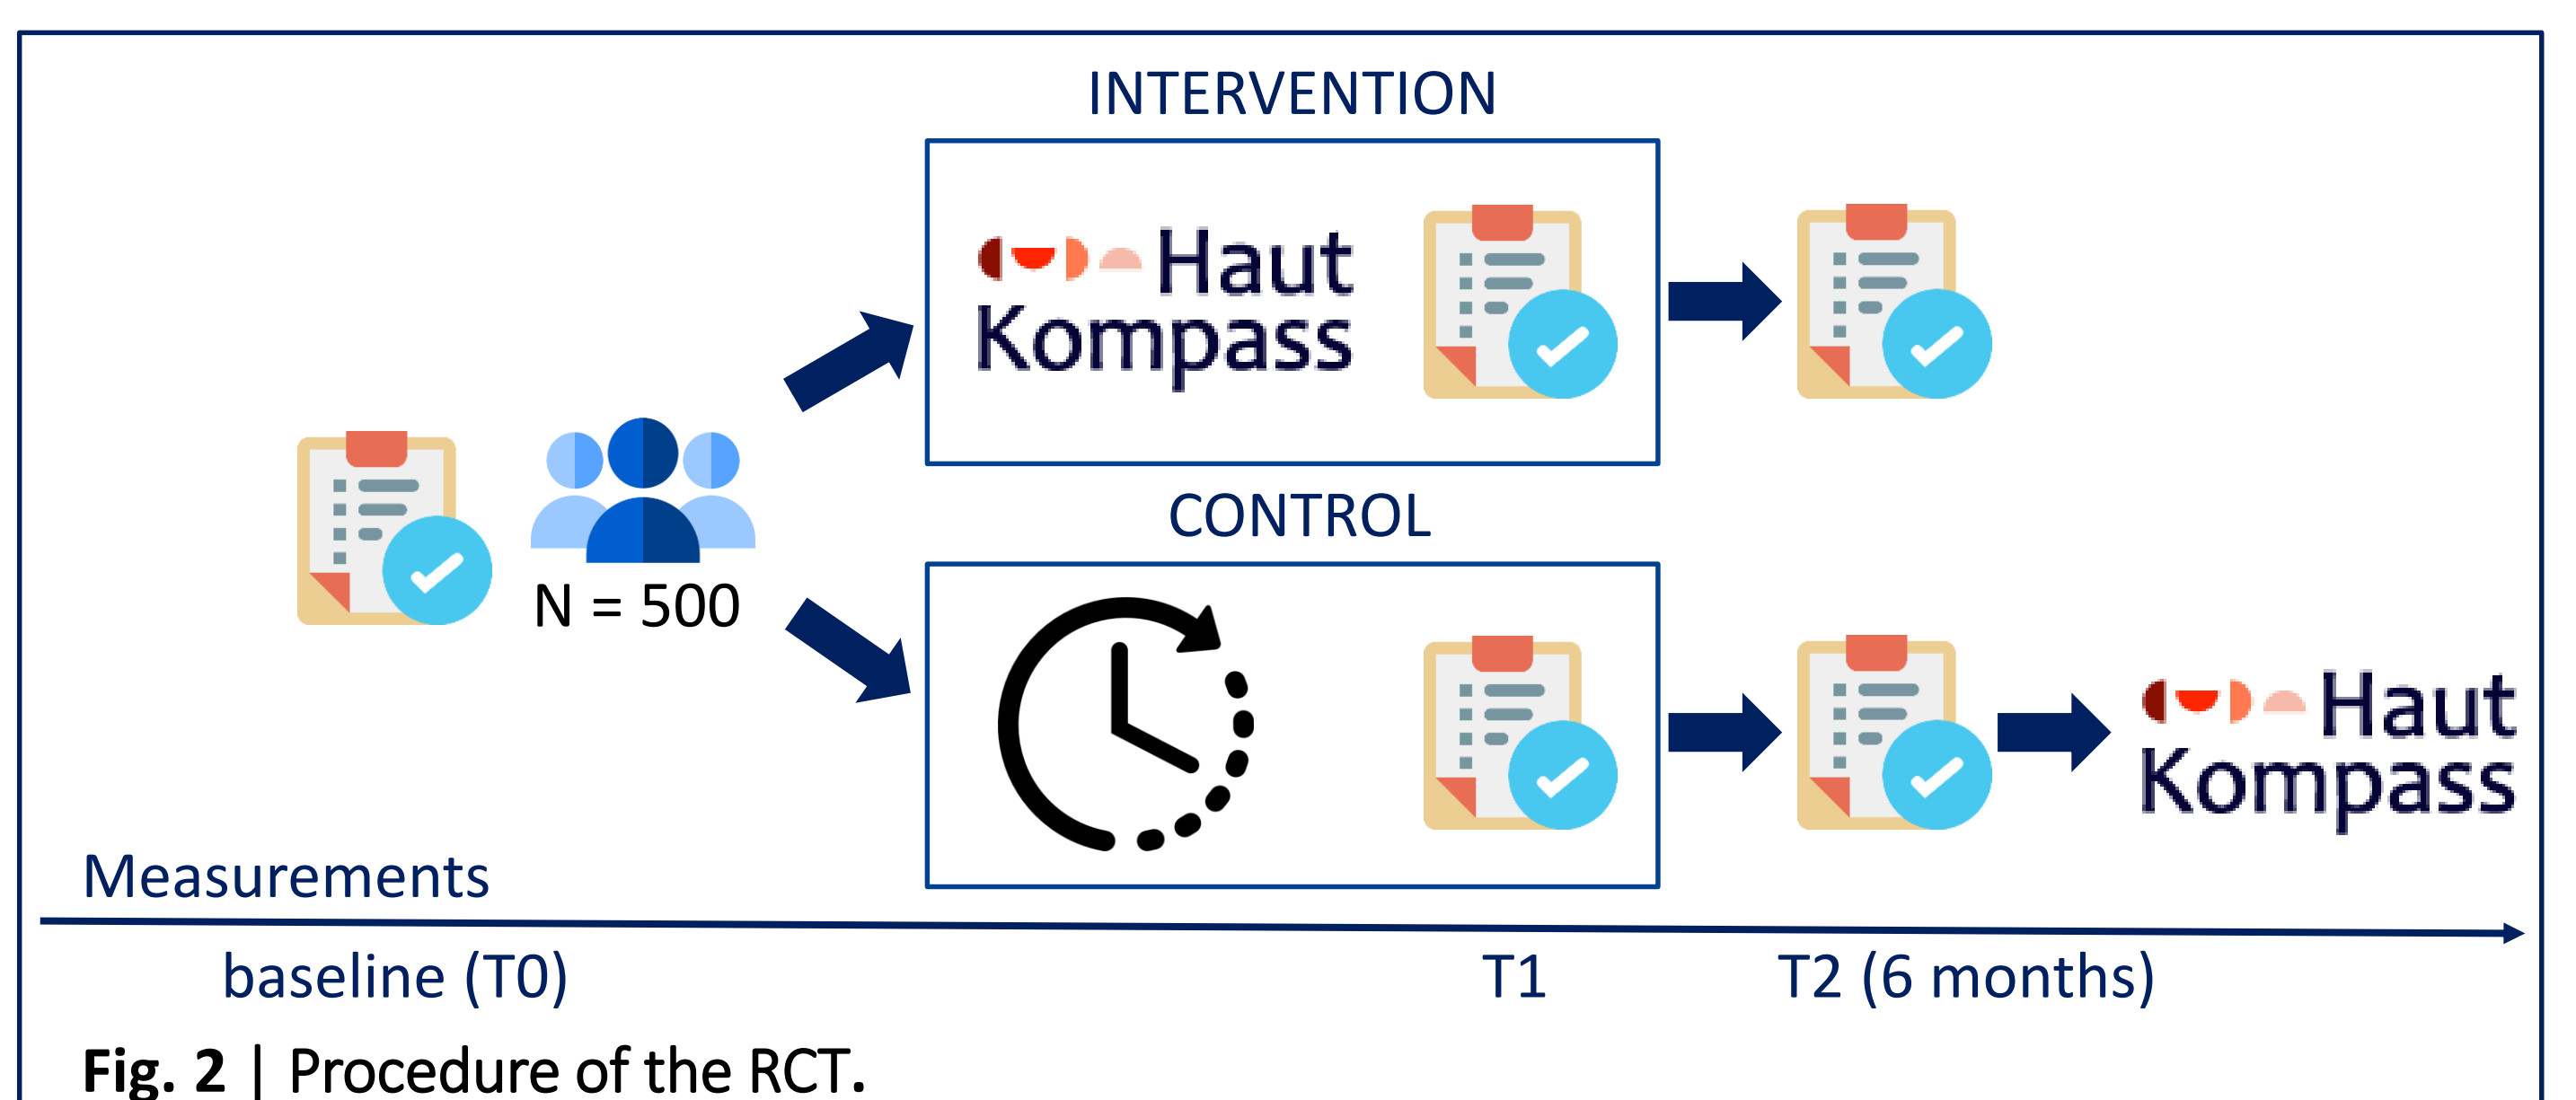 INTERVENTION
Haut
Kompass
CONTROL
N = 500
Haut
Kompass
Measurements
baseline (T0)
T1
T2 (6 months)
Fig. 2 | Procedure of the RCT.